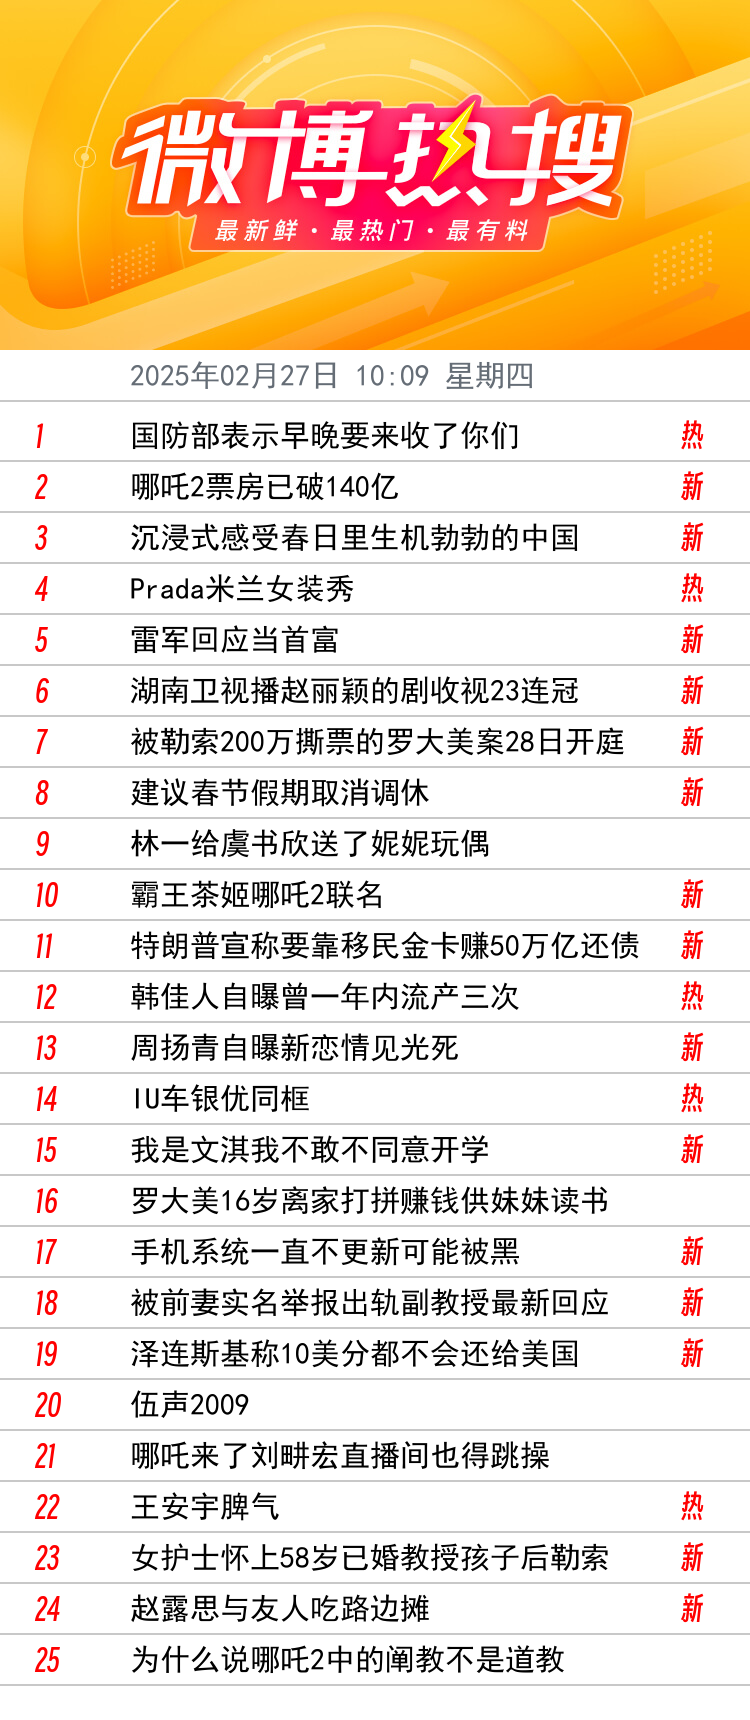 微博热搜
最新鲜·最热门·最有料
2025年02月27日 10:09 星期四
1 国防部表示早晚要来收了你们 热
2 哪吒2票房已破140亿 新
3 沉浸式感受春日里生机勃勃的中国 新
4 Prada米兰女装秀 热
5 雷军回应当首富 新
6 湖南卫视播赵丽颖的剧收视23连冠 新
7 被勒索200万撕票的罗大美案28日开庭 新
8 建议春节假期取消调休 新
9 林一给虞书欣送了妮妮玩偶
10 霸王茶姬哪吒2联名 新
11 特朗普宣称要靠移民金卡赚50万亿还债 新
12 韩佳人自曝曾一年内流产三次 热
13 周扬青自曝新恋情见光死 新
14 IU车银优同框 热
15 我是文淇我不敢不同意开学 新
16 罗大美16岁离家打拼赚钱供妹妹读书
17 手机系统一直不更新可能被黑 新
18 被前妻实名举报出轨副教授最新回应 新
19 泽连斯基称10美分都不会还给美国 新
20 伍声2009
21 哪吒来了刘畊宏直播间也得跳操
22 王安宇脾气 热
23 女护士怀上58岁已婚教授孩子后勒索 新
24 赵露思与友人吃路边摊 新
25 为什么说哪吒2中的阐教不是道教